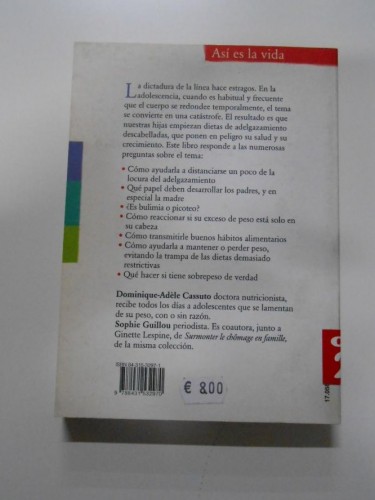 Así es la vida
La dictadura de la línea hace estragos. En la
adolescencia, cuando es habitual y frecuente
que el cuerpo se redondee temporalmente, el tema
se convierte en una catástrofe. El resultado es que
nuestras hijas empiezan dietas de adelgazamiento
descabelladas, que ponen en peligro su salud y su
crecimiento. Este libro responde a las numerosas
preguntas sobre el tema:
• Cómo ayudarla a distanciarse un poco de la
locura del adelgazamiento
• Qué papel deben desarrollar los padres, y en
especial la madre
• ¿Es bulimia o picoteo?
• Cómo reaccionar si su exceso de peso está solo en
su cabeza
• Cómo transmitirle buenos hábitos alimentarios
• Cómo ayudarla a mantener o perder peso,
evitando la trampa de las dietas demasiado
restrictivas
• Qué hacer si tiene sobrepeso de verdad
Dominique-Adèle Cassuto doctora nutricionista,
recibe todos los días a adolescentes que se lamentan
de su peso, con o sin razón.
Sophie Guillou periodista. Es coautora, junto a
Ginette Lespine, de Surmonter le chômage en famille,
de la misma colección.
€ 8.00